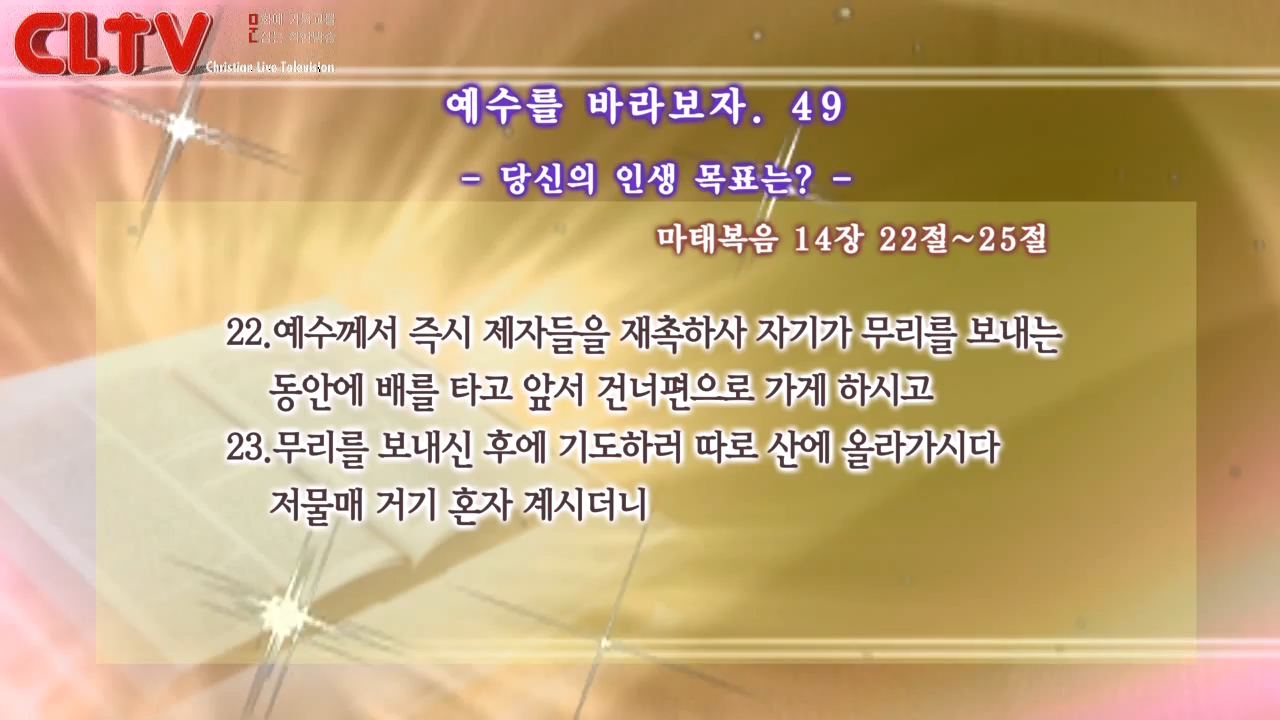 CLTV
Christian Live Television
예수를 바라보자. 49
- 당신의 인생 목표는? -
마태복음 14장 22절~25절
22.예수께서 즉시 제자들을 재촉하사 자기가 무리를 보내는
동안에 배를 타고 앞서 건너편으로 가게 하시고
23.무리를 보내신 후에 기도하러 따로 산에 올라가시다
저물매 거기 혼자 계시더니